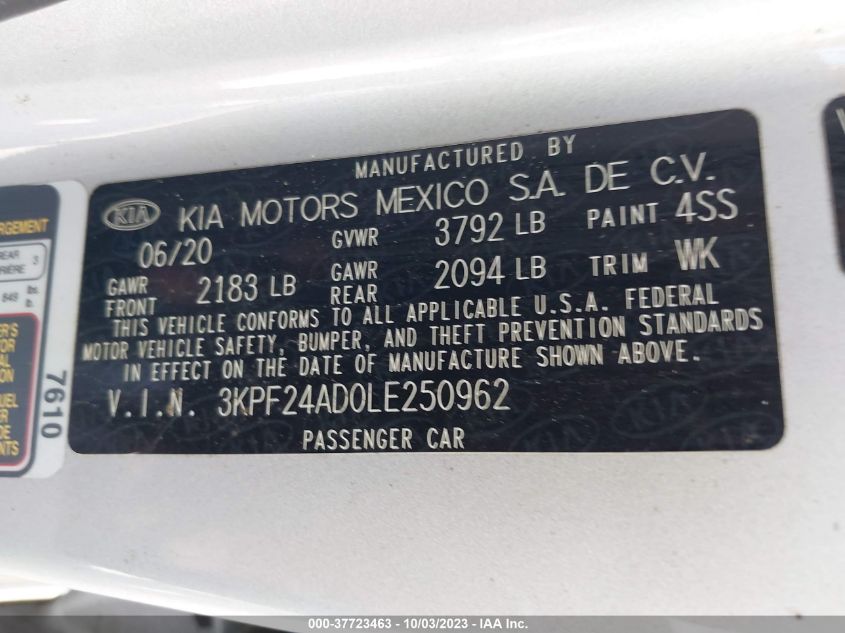 MANUFACTURED BY
KIA KIA MOTORS MEXICO S.A. DE C.V.
06/20 GVWR 3792 LB PAINT 4SS
GAWR FRONT 2183 LB GAWR REAR 2094 LB TRIM WK
THIS VEHICLE CONFORMS TO ALL APPLICABLE U.S.A. FEDERAL
MOTOR VEHICLE SAFETY, BUMPER, AND THEFT PREVENTION STANDARDS
IN EFFECT ON THE DATE OF MANUFACTURE SHOWN ABOVE.
V.I.N. 3KPF24AD0LE250962
PASSENGER CAR
7610
000-37723463 - 10/03/2023 - IAA Inc.